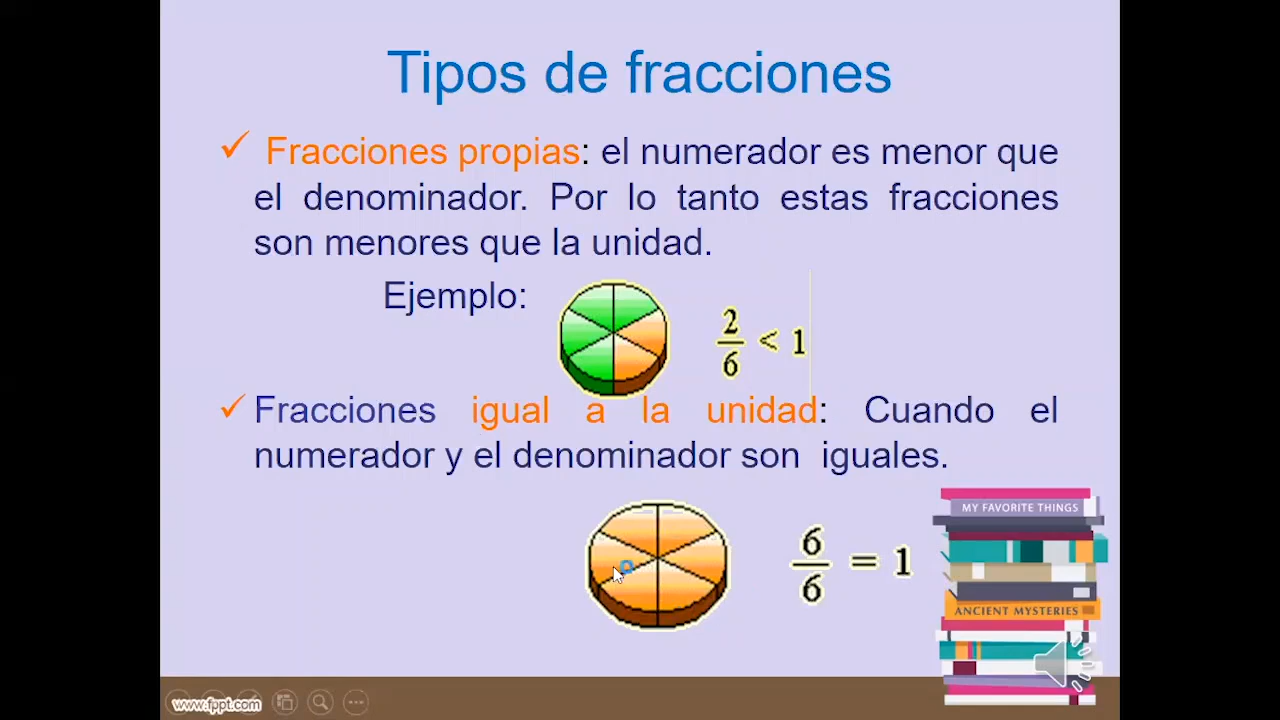 Tipos de fracciones
✓ Fracciones propias: el numerador es menor que
el denominador. Por lo tanto estas fracciones
son menores que la unidad.
Ejemplo:
2/6 < 1
✓ Fracciones igual a la unidad: Cuando el
numerador y el denominador son iguales.
6/6 = 1
MY FAVORITE THINGS
ANCIENT MYSTERIES
www.fppt.com